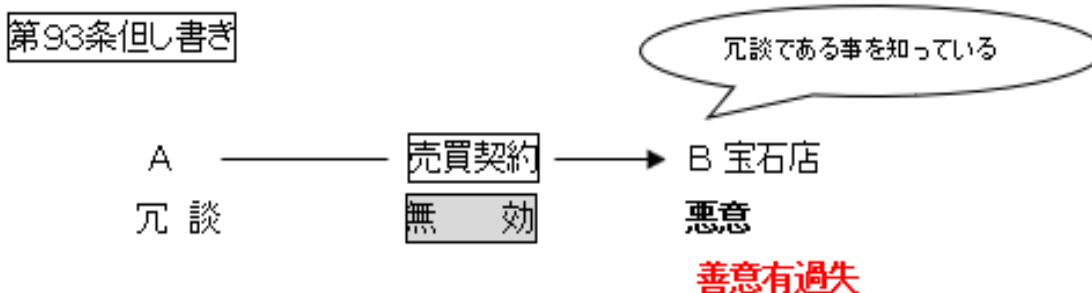 第93条但し書き
冗談である事を知っている
A 売買契約 B 宝石店
冗 談 無 効 悪意
善意有過失